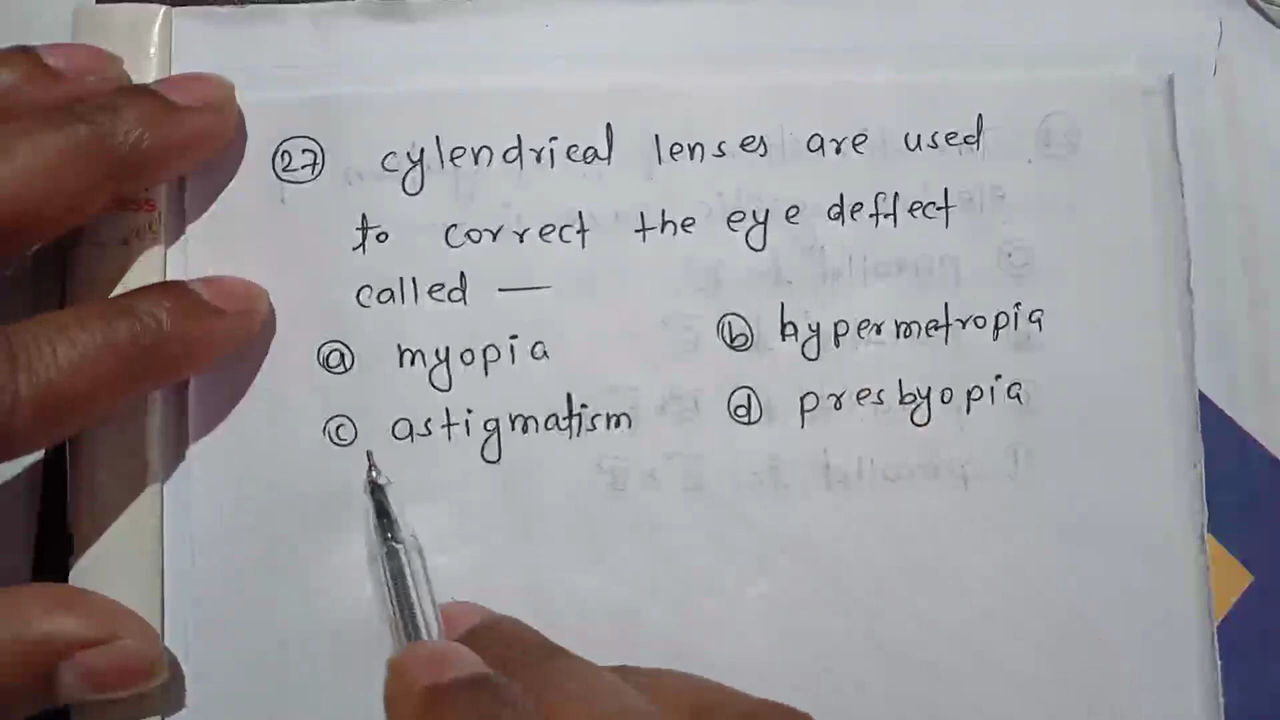 27 cylendrical lenses are used
to correct the eye deffect
called —
a myopia b hypermetropia
c astigmatism d presbyopia